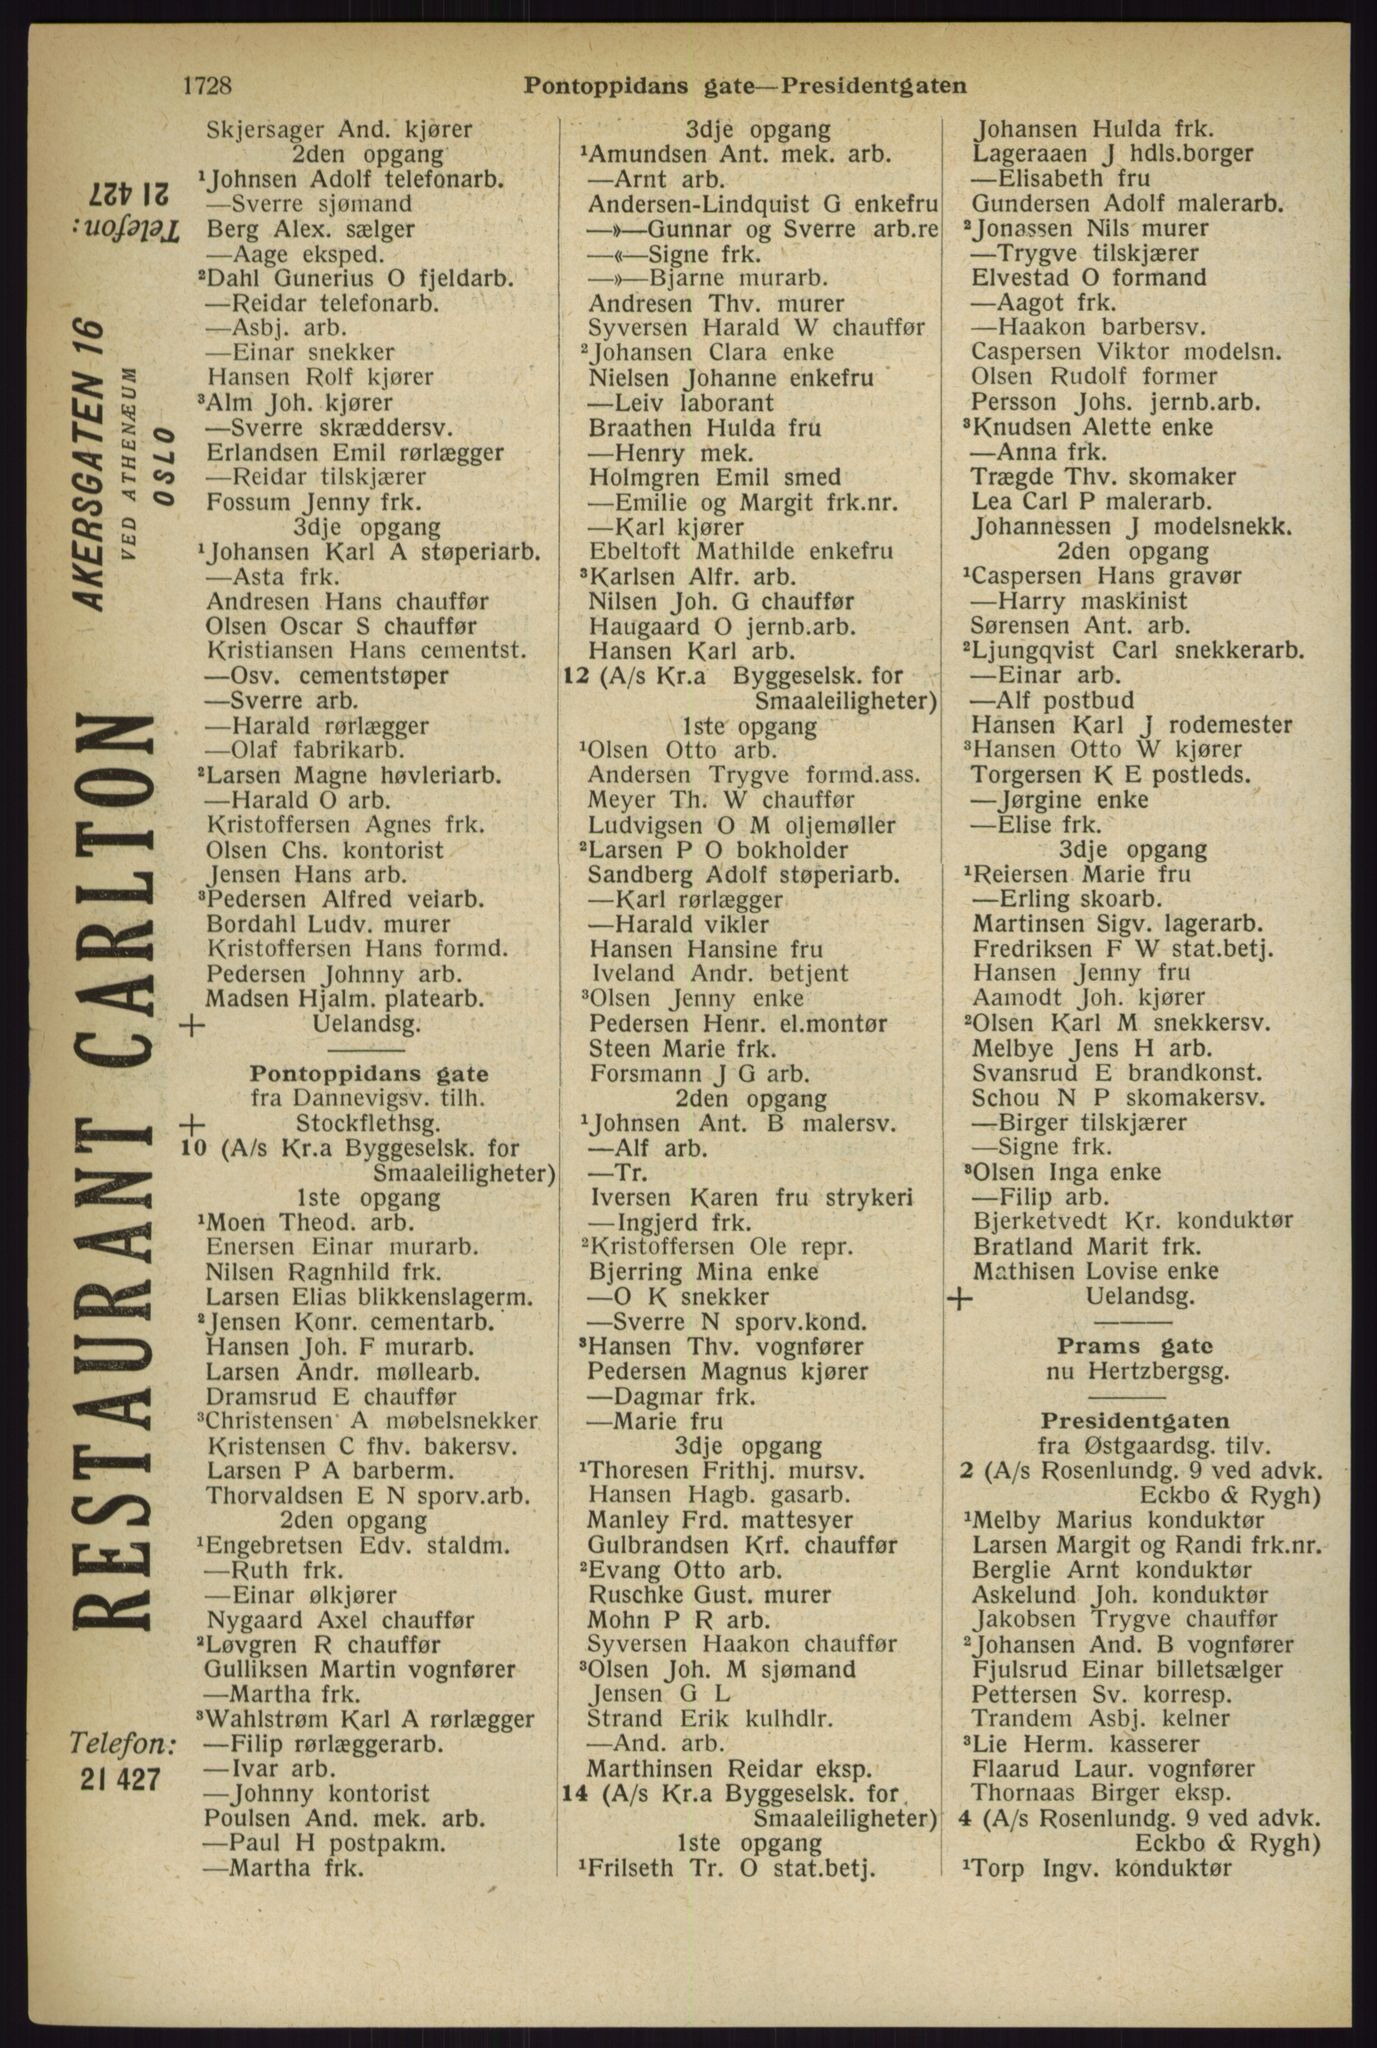 1728
Pontoppidans gate—Presidentgaten
Skjersager And. kjører
2den opgang
¹Johnsen Adolf telefonarb.
—Sverre sjømand
Berg Alex. sælger
—Aage eksped.
²Dahl Gunerius O fjeldarb.
—Reidar telefonarb.
—Asbj. arb.
—Einar snekker
Hansen Rolf kjører
³Alm Joh. kjører
—Sverre skræddersv.
Erlandsen Emil rørlægger
—Reidar tilskjærer
Fossum Jenny frk.
3dje opgang
¹Johansen Karl A støperiarb.
—Asta frk.
Andresen Hans chauffør
Olsen Oscar S chauffør
Kristiansen Hans cementst.
—Osv. cementstøper
—Sverre arb.
—Harald rørlægger
—Olaf fabrikarb.
²Larsen Magne høvleriarb.
—Harald O arb.
Kristoffersen Agnes frk.
Olsen Chs. kontorist
Jensen Hans arb.
³Pedersen Alfred veiarb.
Bordahl Ludv. murer
Kristoffersen Hans formd.
Pedersen Johnny arb.
Madsen Hjalm. platearb.
+ Uelandsg.
Pontoppidans gate
fra Dannevigsv. tilh.
+ Stockflethsg.
10 (A/s Kr.a Byggeselsk. for
Smaaleiligheter)
1ste opgang
¹Moen Theod. arb.
Enersen Einar murarb.
Nilsen Ragnhild frk.
Larsen Elias blikkenslagerm.
²Jensen Konr. cementarb.
Hansen Joh. F murarb.
Larsen Andr. møllearb.
Dramsrud E chauffør
³Christensen A møbelsnekker
Kristensen C fhv. bakersv.
Larsen P A barberm.
Thorvaldsen E N sporv.arb.
2den opgang
¹Engebretsen Edv. staldm.
—Ruth frk.
—Einar ølkjører
Nygaard Axel chauffør
²Løvgren R chauffør
Gulliksen Martin vognfører
—Martha frk.
³Wahlstrøm Karl A rørlægger
—Filip rørlæggerarb.
—Ivar arb.
—Johnny kontorist
Poulsen And. mek. arb.
—Paul H postpakm.
—Martha frk.
3dje opgang
¹Amundsen Ant. mek. arb.
—Arnt arb.
Andersen-Lindquist G enkefru
—»—Gunnar og Sverre arb.re
—«—Signe frk.
—»—Bjarne murarb.
Andresen Thv. murer
Syversen Harald W chauffør
²Johansen Clara enke
Nielsen Johanne enkefru
—Leiv laborant
Braathen Hulda fru
—Henry mek.
Holmgren Emil smed
—Emilie og Margit frk.nr.
—Karl kjører
Ebeltoft Mathilde enkefru
³Karlsen Alfr. arb.
Nilsen Joh. G chauffør
Haugaard O jernb.arb.
Hansen Karl arb.
12 (A/s Kr.a Byggeselsk. for
Smaaleiligheter)
1ste opgang
¹Olsen Otto arb.
Andersen Trygve formd.ass.
Meyer Th. W chauffør
Ludvigsen O M oljemøller
²Larsen P O bokholder
Sandberg Adolf støperiarb.
—Karl rørlægger
—Harald vikler
Hansen Hansine fru
Iveland Andr. betjent
³Olsen Jenny enke
Pedersen Henr. el.montør
Steen Marie frk.
Forsmann J G arb.
2den opgang
¹Johnsen Ant. B malersv.
—Alf arb.
—Tr.
Iversen Karen fru strykeri
—Ingjerd frk.
²Kristoffersen Ole repr.
Bjerring Mina enke
—O K snekker
—Sverre N sporv.kond.
³Hansen Thv. vognfører
Pedersen Magnus kjører
—Dagmar frk.
—Marie fru
3dje opgang
¹Thoresen Frithj. mursv.
Hansen Hagb. gasarb.
Manley Frd. mattesyer
Gulbrandsen Krf. chauffør
²Evang Otto arb.
Ruschke Gust. murer
Mohn P R arb.
Syversen Haakon chauffør
³Olsen Joh. M sjømand
Jensen G L
Strand Erik kulhdlr.
—And. arb.
Marthinsen Reidar eksp.
14 (A/s Kr.a Byggeselsk. for
Smaaleiligheter)
1ste opgang
¹Frilseth Tr. O stat.betj.
Johansen Hulda frk.
Lageraaen J hdls.borger
—Elisabeth fru
Gundersen Adolf malerarb.
²Jonassen Nils murer
—Trygve tilskjærer
Elvestad O formand
—Aagot frk.
—Haakon barbersv.
Caspersen Viktor modelsn.
Olsen Rudolf former
Persson Johs. jernb.arb.
³Knudsen Alette enke
—Anna frk.
Trægde Thv. skomaker
Lea Carl P malerarb.
Johannessen J modelsnekk.
2den opgang
¹Caspersen Hans gravør
—Harry maskinist
Sørensen Ant. arb.
²Ljungqvist Carl snekkerarb.
—Einar arb.
—Alf postbud
Hansen Karl J rodemester
³Hansen Otto W kjører
Torgersen K E postleds.
—Jørgine enke
—Elise frk.
3dje opgang
¹Reiersen Marie fru
—Erling skoarb.
Martinsen Sigv. lagerarb.
Fredriksen F W stat.betj.
Hansen Jenny fru
Aamodt Joh. kjører
²Olsen Karl M snekkersv.
Melbye Jens H arb.
Svansrud E brandkonst.
Schou N P skomakersv.
—Birger tilskjærer
—Signe frk.
³Olsen Inga enke
—Filip arb.
Bjerketvedt Kr. konduktør
Bratland Marit frk.
Mathisen Lovise enke
+ Uelandsg.
Prams gate
nu Hertzbergsg.
Presidentgaten
fra Østgaardsg. tilv.
2 (A/s Rosenlundg. 9 ved advk.
Eckbo & Rygh)
¹Melby Marius konduktør
Larsen Margit og Randi frk.nr.
Berglie Arnt konduktør
Askelund Joh. konduktør
Jakobsen Trygve chauffør
²Johansen And. B vognfører
Fjulsrud Einar billetsælger
Pettersen Sv. korresp.
Trandem Asbj. kelner
³Lie Herm. kasserer
Flaarud Laur. vognfører
Thornaas Birger eksp.
4 (A/s Rosenlundg. 9 ved advk.
Eckbo & Rygh)
¹Torp Ingv. konduktør
Telefon:
21 427
RESTAURANT CARLTON
AKERSGATEN 16
VED ATHENÆUM
OSLO
Telefon:
21 427